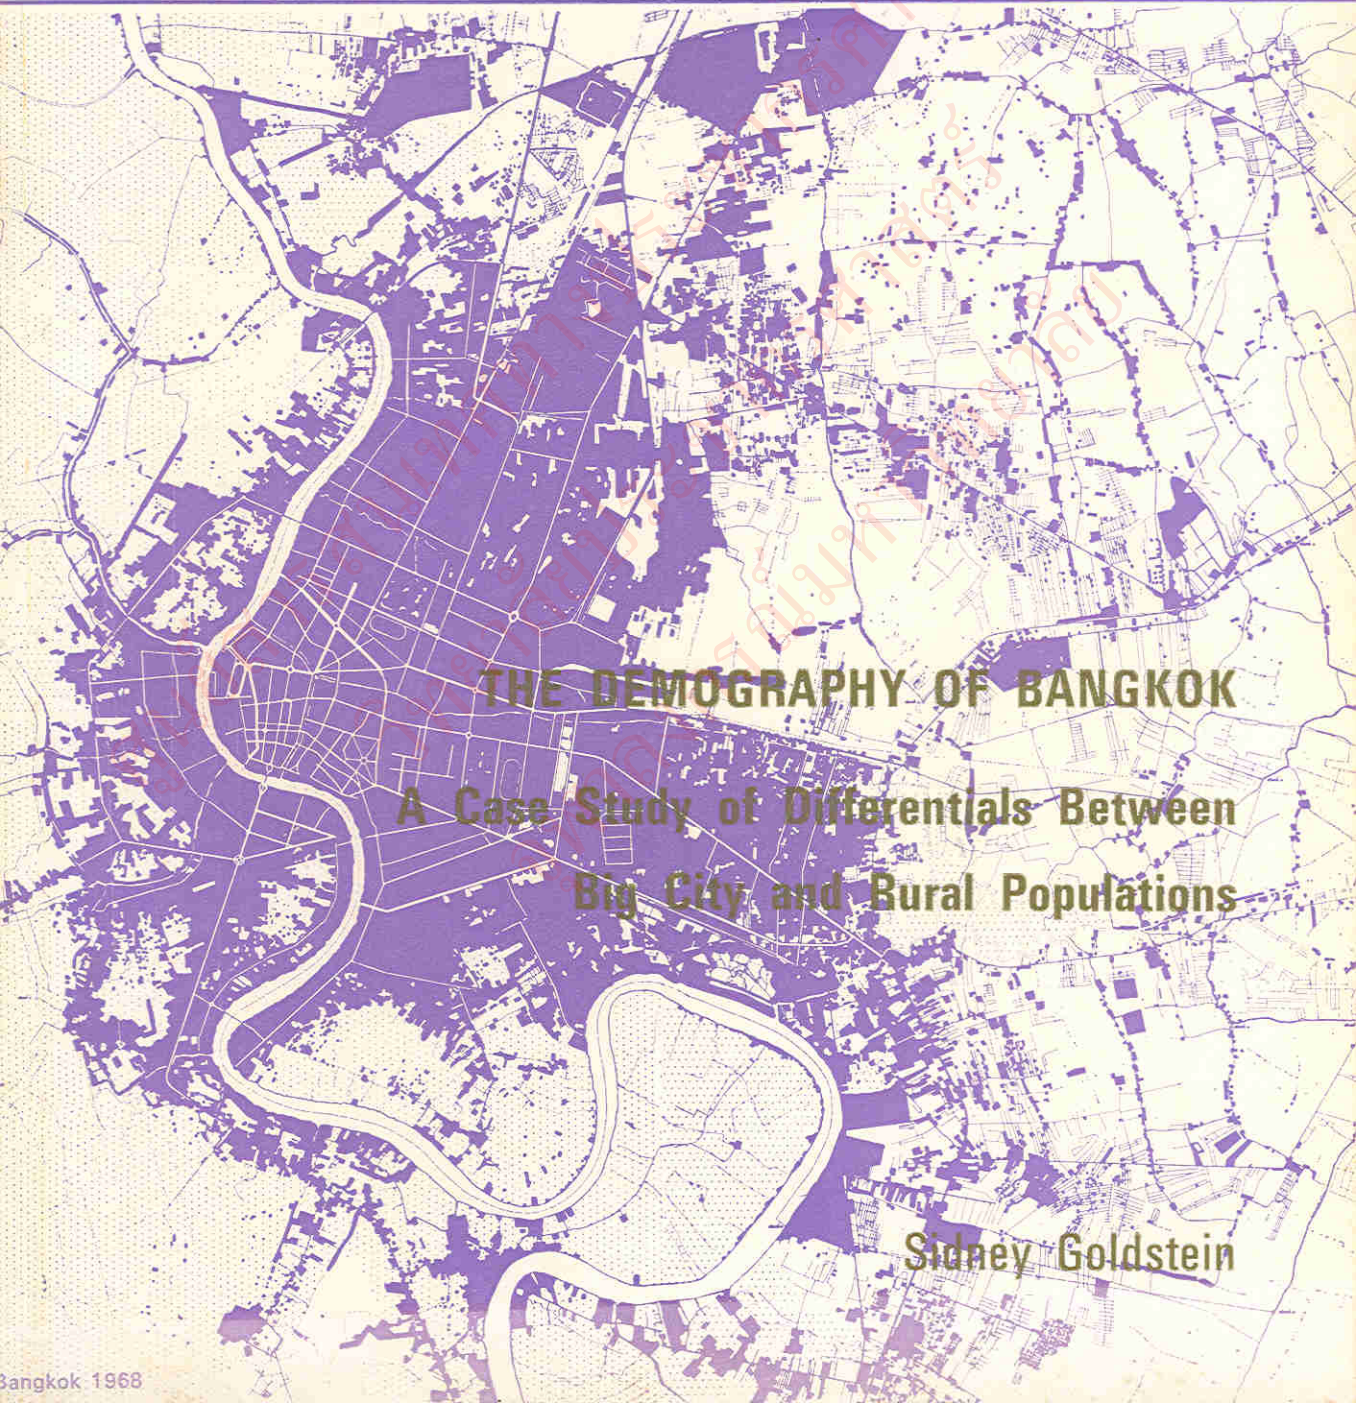 THE DEMOGRAPHY OF BANGKOK
A Case Study of Differentials Between
Big City and Rural Populations
Sidney Goldstein
Bangkok 1968